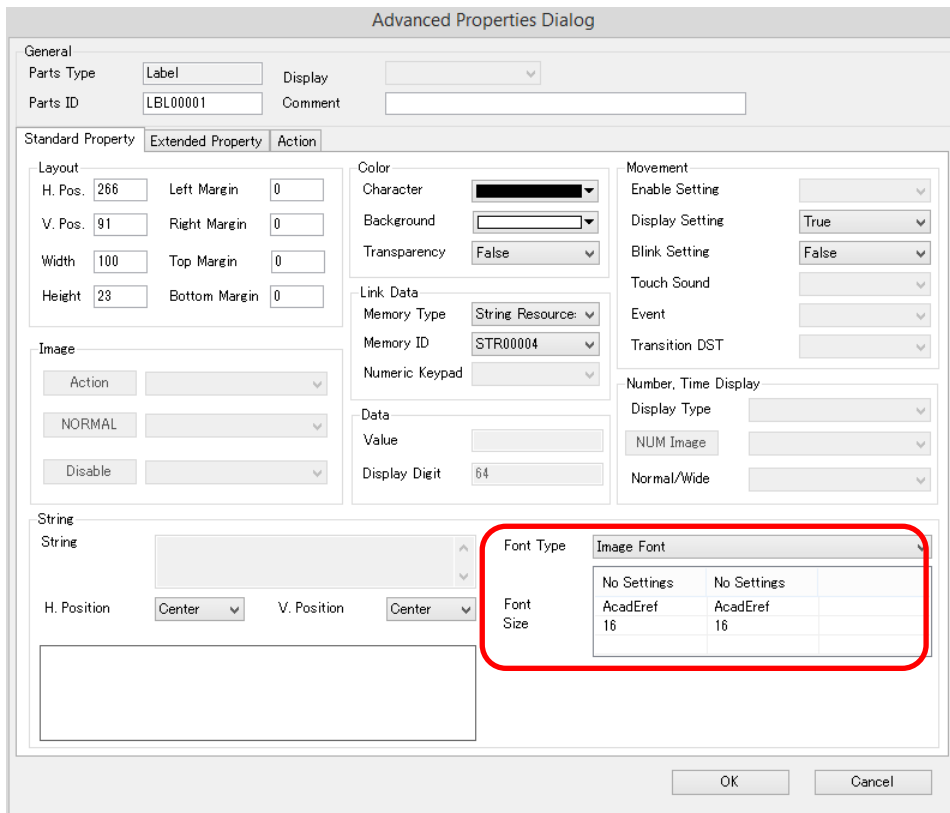 Advanced Properties Dialog
General
Parts Type Label Display
Parts ID LBL00001 Comment
Standard Property Extended Property Action
Layout Color Movement
H. Pos. 266 Left Margin 0 Character Enable Setting
V. Pos. 91 Right Margin 0 Background Display Setting True
Width 100 Top Margin 0 Transparency False Blink Setting False
Height 23 Bottom Margin 0 Link Data Touch Sound
Memory Type String Resource: Event
Image Memory ID STR00004 Transition DST
Action Numeric Keypad Number, Time Display
NORMAL Data Display Type
Value NUM Image
Disable Display Digit 64 Normal/Wide
String
String Font Type Image Font
No Settings No Settings
H. Position Center V. Position Center Font AcadEref AcadEref
Size 16 16
OK Cancel